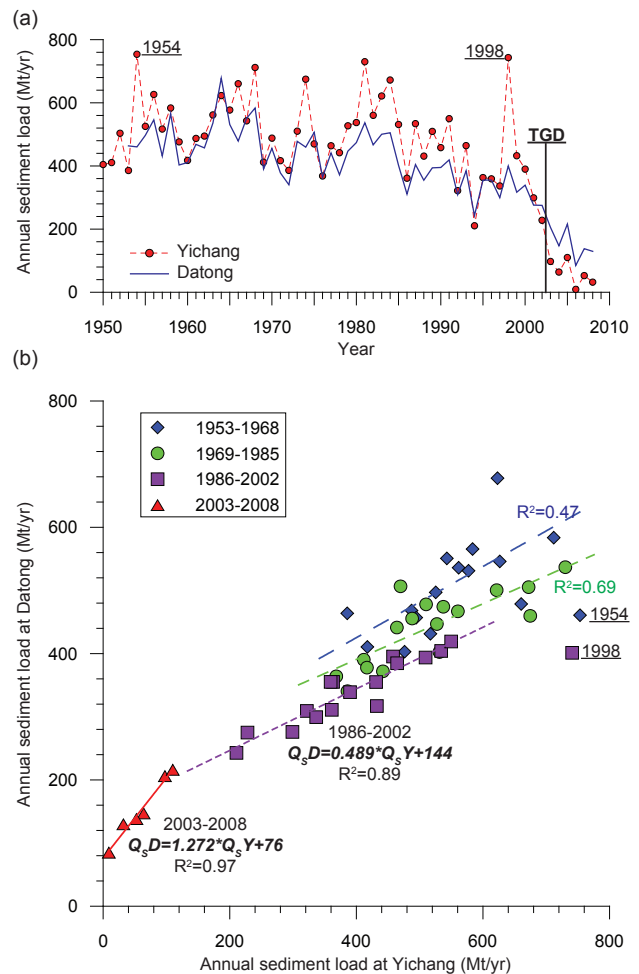 (a)
800
600
400
200
0
Annual sediment load (Mt/yr)
1954
1998
TGD
Yichang
Datong
1950 1960 1970 1980 1990 2000 2010
Year
(b)
800
600
400
200
0
Annual sediment load at Datong (Mt/yr)
1953-1968
1969-1985
1986-2002
2003-2008
R²=0.47
R²=0.69
1954
1998
1986-2002
QₛD=0.489*QₛY+144
R²=0.89
2003-2008
QₛD=1.272*QₛY+76
R²=0.97
0 200 400 600 800
Annual sediment load at Yichang (Mt/yr)